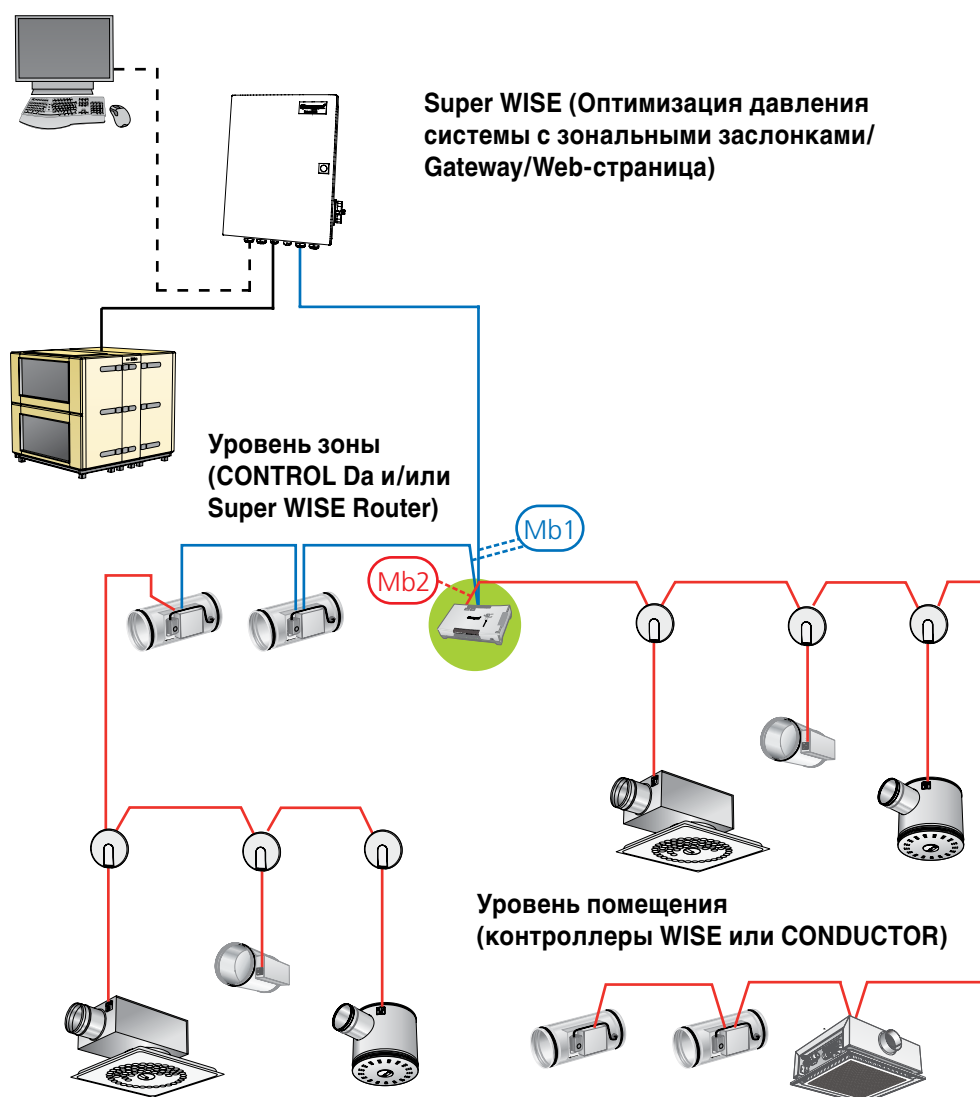 Super WISE (Оптимизация давления
системы с зональными заслонками/
Gateway/Web-страница)
Уровень зоны
(CONTROL Da и/или
Super WISE Router)
Mb1
Mb2
Уровень помещения
(контроллеры WISE или CONDUCTOR)